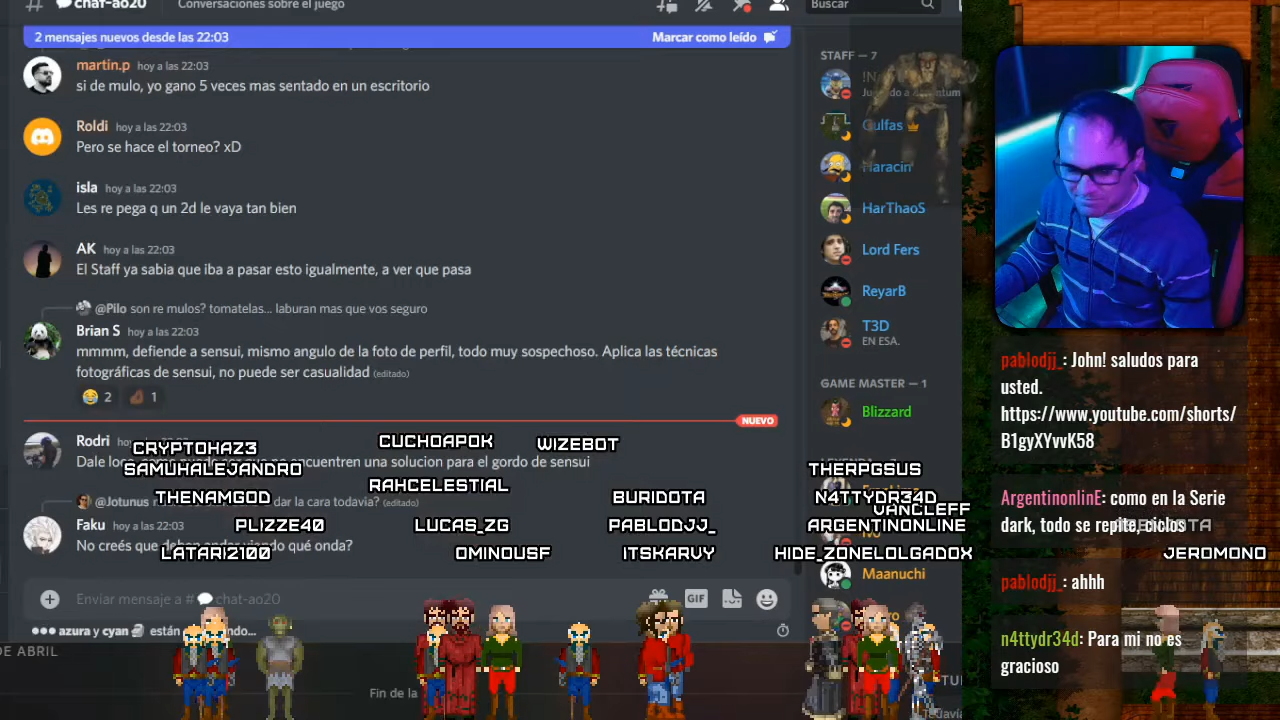 # chat-ao20
Conversaciones sobre el juego
Buscar
2 mensajes nuevos desde las 22:03
Marcar como leído
martin.p hoy a las 22:03
si de mulo, yo gano 5 veces mas sentado en un escritorio
Roldi hoy a las 22:03
Pero se hace el torneo? xD
isla hoy a las 22:03
Les re pega q un 2d le vaya tan bien
AK hoy a las 22:03
El Staff ya sabia que iba a pasar esto igualmente, a ver que pasa
@Pilo son re mulos? tomatelas... laburan mas que vos seguro
Brian S hoy a las 22:03
mmmm, defiende a sensui, mismo angulo de la foto de perfil, todo muy sospechoso. Aplica las técnicas
fotográficas de sensui, no puede ser casualidad (editado)
2
1
NUEVO
Rodri
encuentren una solucion para el gordo de sensui
@Jotunus
dar la cara todavia? (editado)
Faku hoy a las 22:03
No creés que deben andar viendo qué onda?
Enviar mensaje a # chat-ao20
GIF
azura y cyan están
DE ABRIL
Fin de la
STAFF — 7
Gulfas
Haracin
HarThaoS
Lord Fers
ReyarB
T3D
EN ESA.
GAME MASTER — 1
Blizzard
Maanuchi
CRYPTOHAZ3
CUCHOAPOK
WIZEBOT
SAMUHALEJANDRO
THERPGSUS
RAHCELESTIAL
THENAMGOD
BURIDOTA
N4TTYDR34D
VANCLEFF
PLIZZE40
LUCAS_ZG
PABLODJJ_
ARGENTINONLINE
LATARI2100
OMINOUSF
ITSKARVY
HIDE_ZONELOLGADOX
JEROMONO
pablodjj_: John! saludos para
usted.
https://www.youtube.com/shorts/
B1gyXYvvK58
ArgentinonlinE: como en la Serie
dark, todo se repite, ciclos
pablodjj_: ahhh
n4ttydr34d: Para mi no es
gracioso